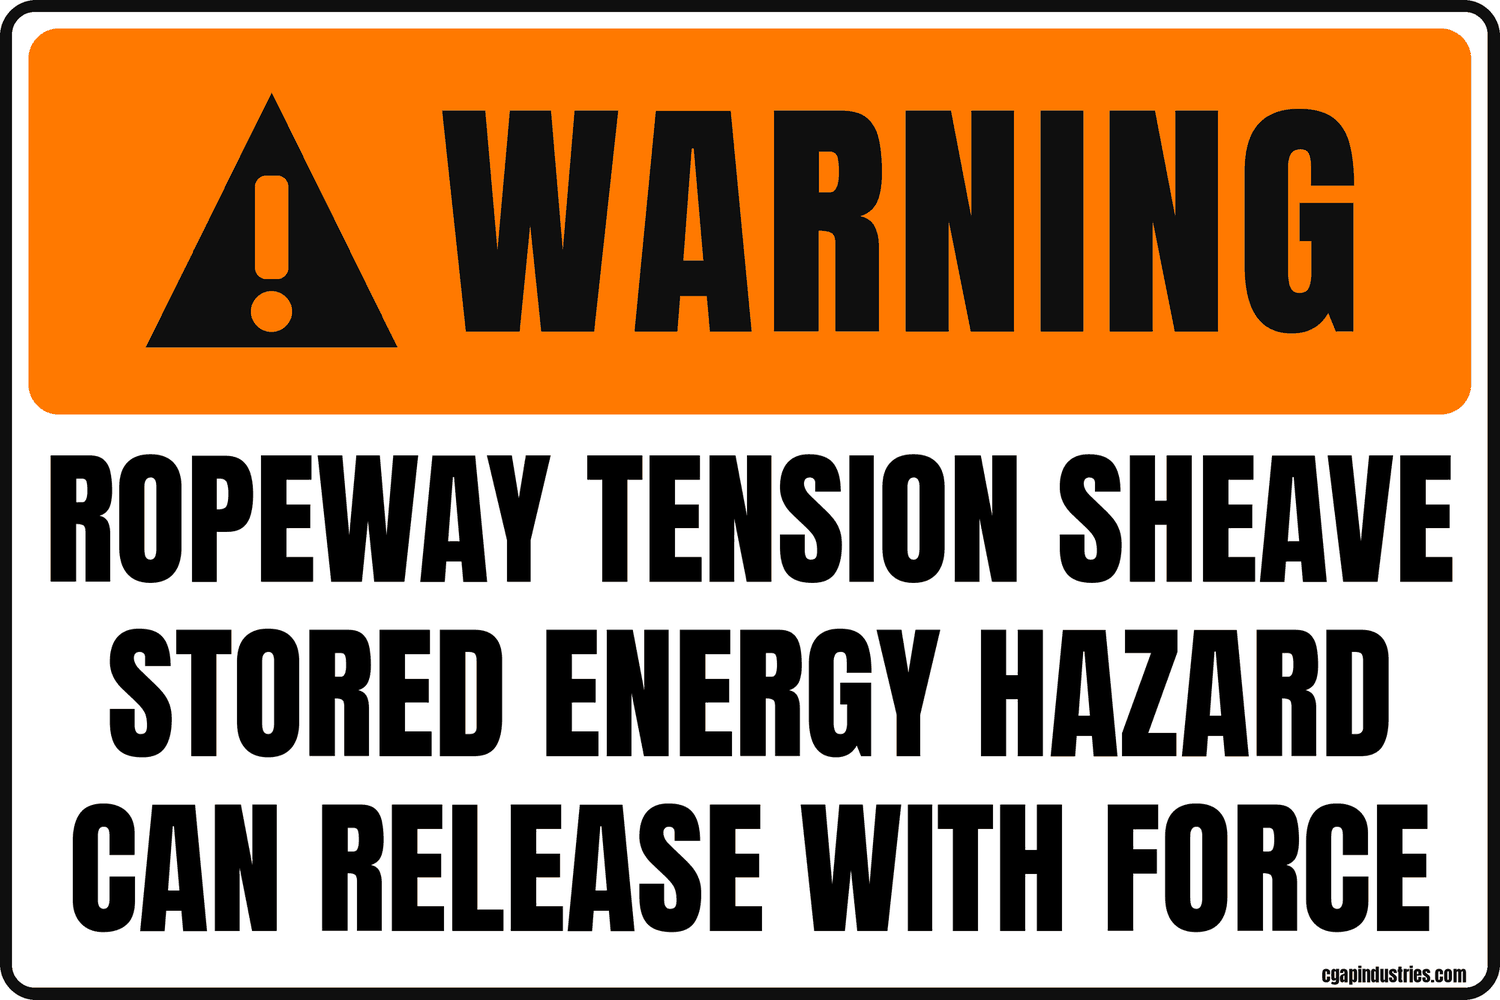 WARNING
ROPEWAY TENSION SHEAVE
STORED ENERGY HAZARD
CAN RELEASE WITH FORCE
cgapindustries.com